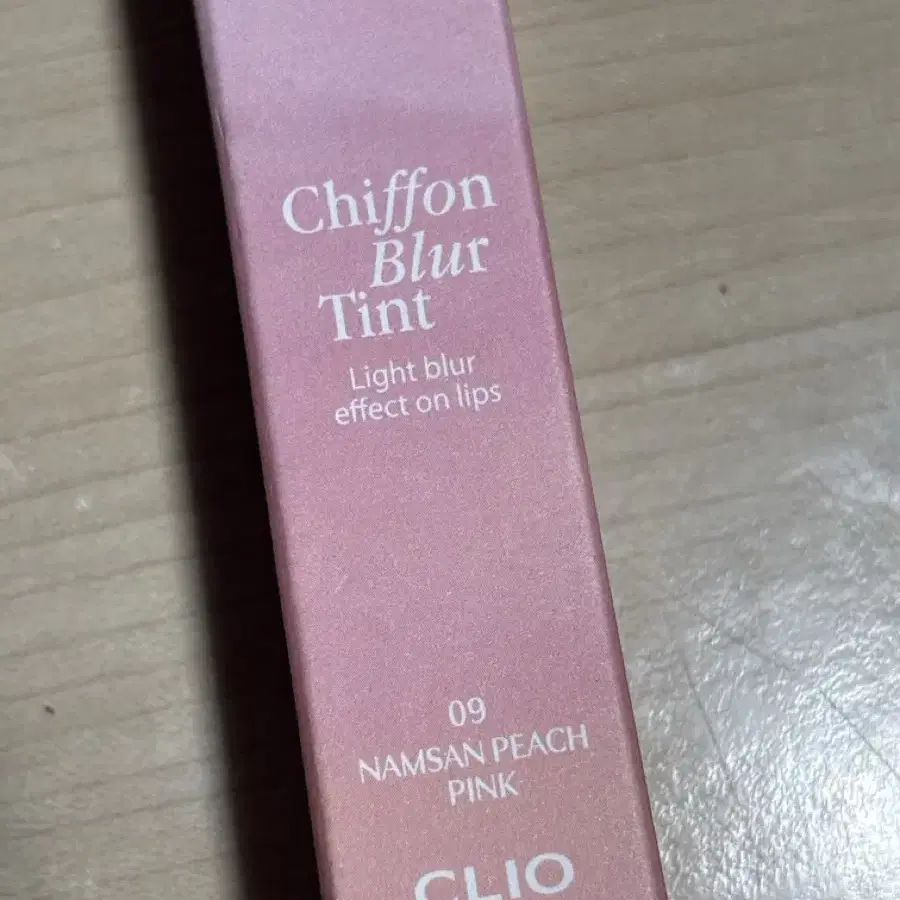 Chiffon
Blur
Tint
Light blur
effect on lips
09
NAMSAN PEACH
PINK
CLIO